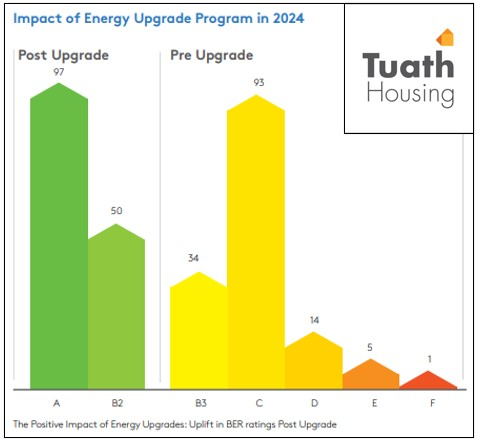 Impact of Energy Upgrade Program in 2024
Tuath
Housing
Post Upgrade
Pre Upgrade
97
93
50
34
14
5
1
A
B2
B3
C
D
E
F
The Positive Impact of Energy Upgrades: Uplift in BER ratings Post Upgrade